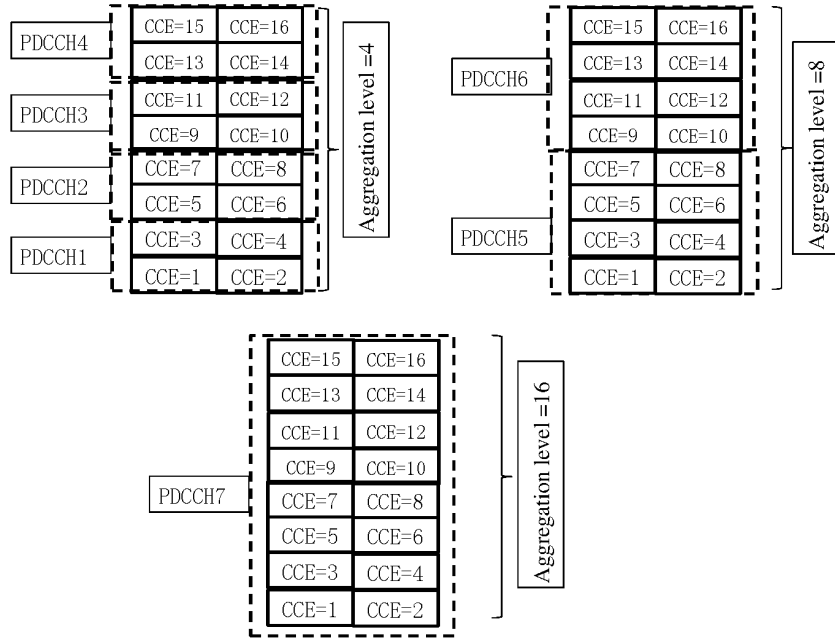 PDCCH4
CCE=15 CCE=16
CCE=13 CCE=14
PDCCH3
CCE=11 CCE=12
CCE=9 CCE=10
PDCCH2
CCE=7 CCE=8
CCE=5 CCE=6
PDCCH1
CCE=3 CCE=4
CCE=1 CCE=2
Aggregation level =4
PDCCH6
CCE=15 CCE=16
CCE=13 CCE=14
CCE=11 CCE=12
CCE=9 CCE=10
PDCCH5
CCE=7 CCE=8
CCE=5 CCE=6
CCE=3 CCE=4
CCE=1 CCE=2
Aggregation level =8
PDCCH7
CCE=15 CCE=16
CCE=13 CCE=14
CCE=11 CCE=12
CCE=9 CCE=10
CCE=7 CCE=8
CCE=5 CCE=6
CCE=3 CCE=4
CCE=1 CCE=2
Aggregation level =16